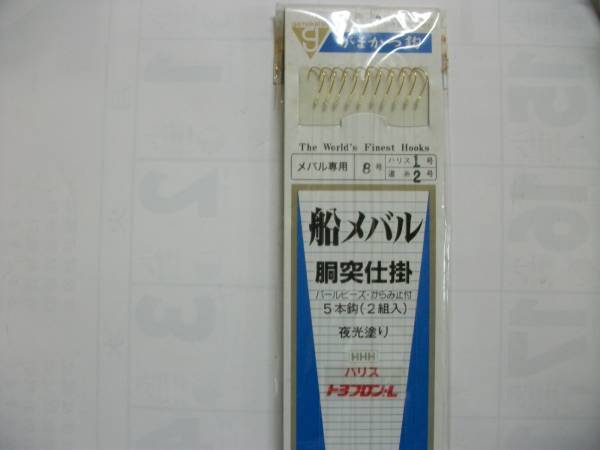 がまかつ鈎
The World's Finest Hooks
メバル専用 8号 ハリス 1号
道糸 2号
船メバル
胴突仕掛
パールビーズ・からみ止付
5本鈎(2組入)
夜光塗り
HHH
ハリス
トヨフロン・L